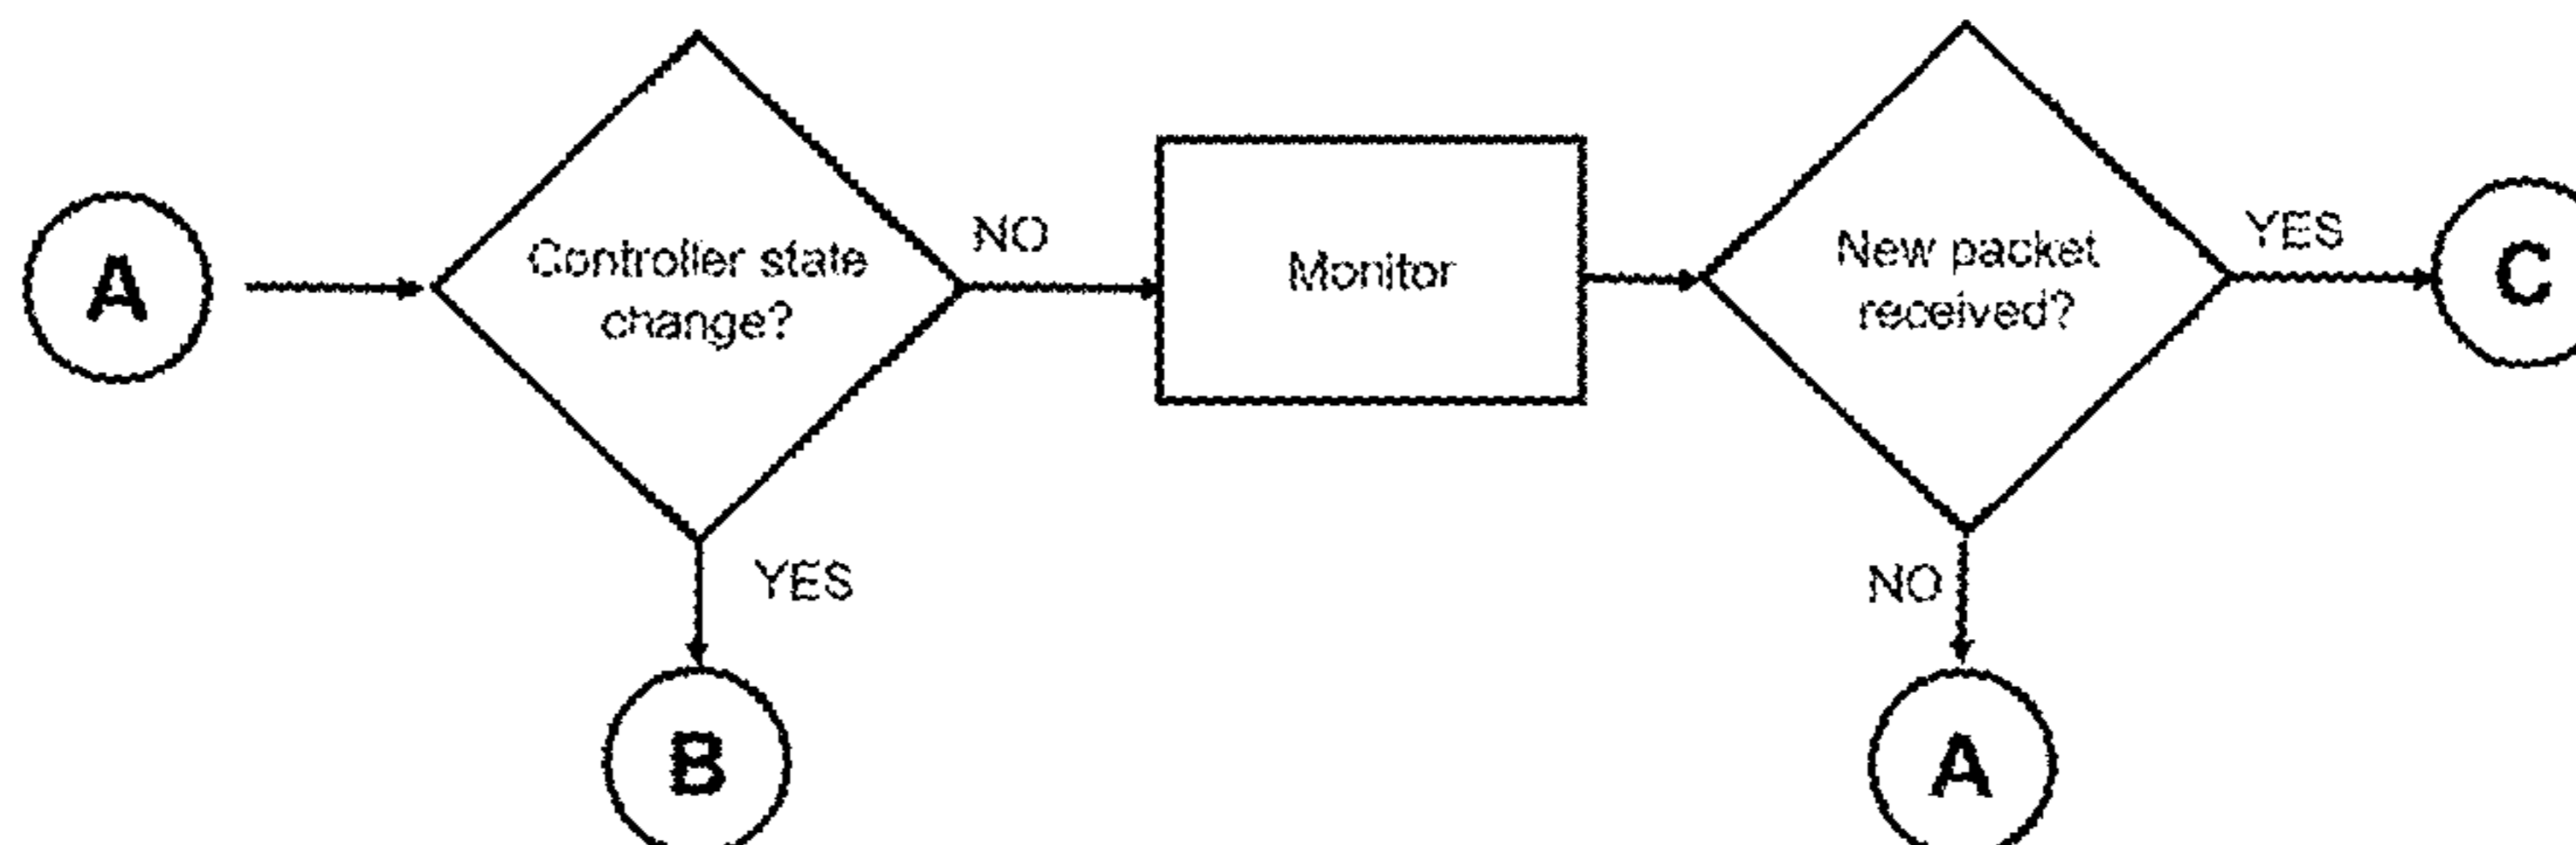 A
Controller state
change?
NO
YES
B
Monitor
New packet
received?
YES
C
NO
A